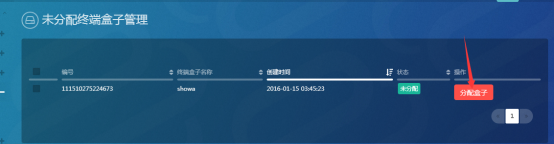 未分配终端盒子管理
编号 终端盒子名称 创建时间 状态 操作
111510275224673 showa 2016-01-15 03:45:23 未分配 分配盒子
1